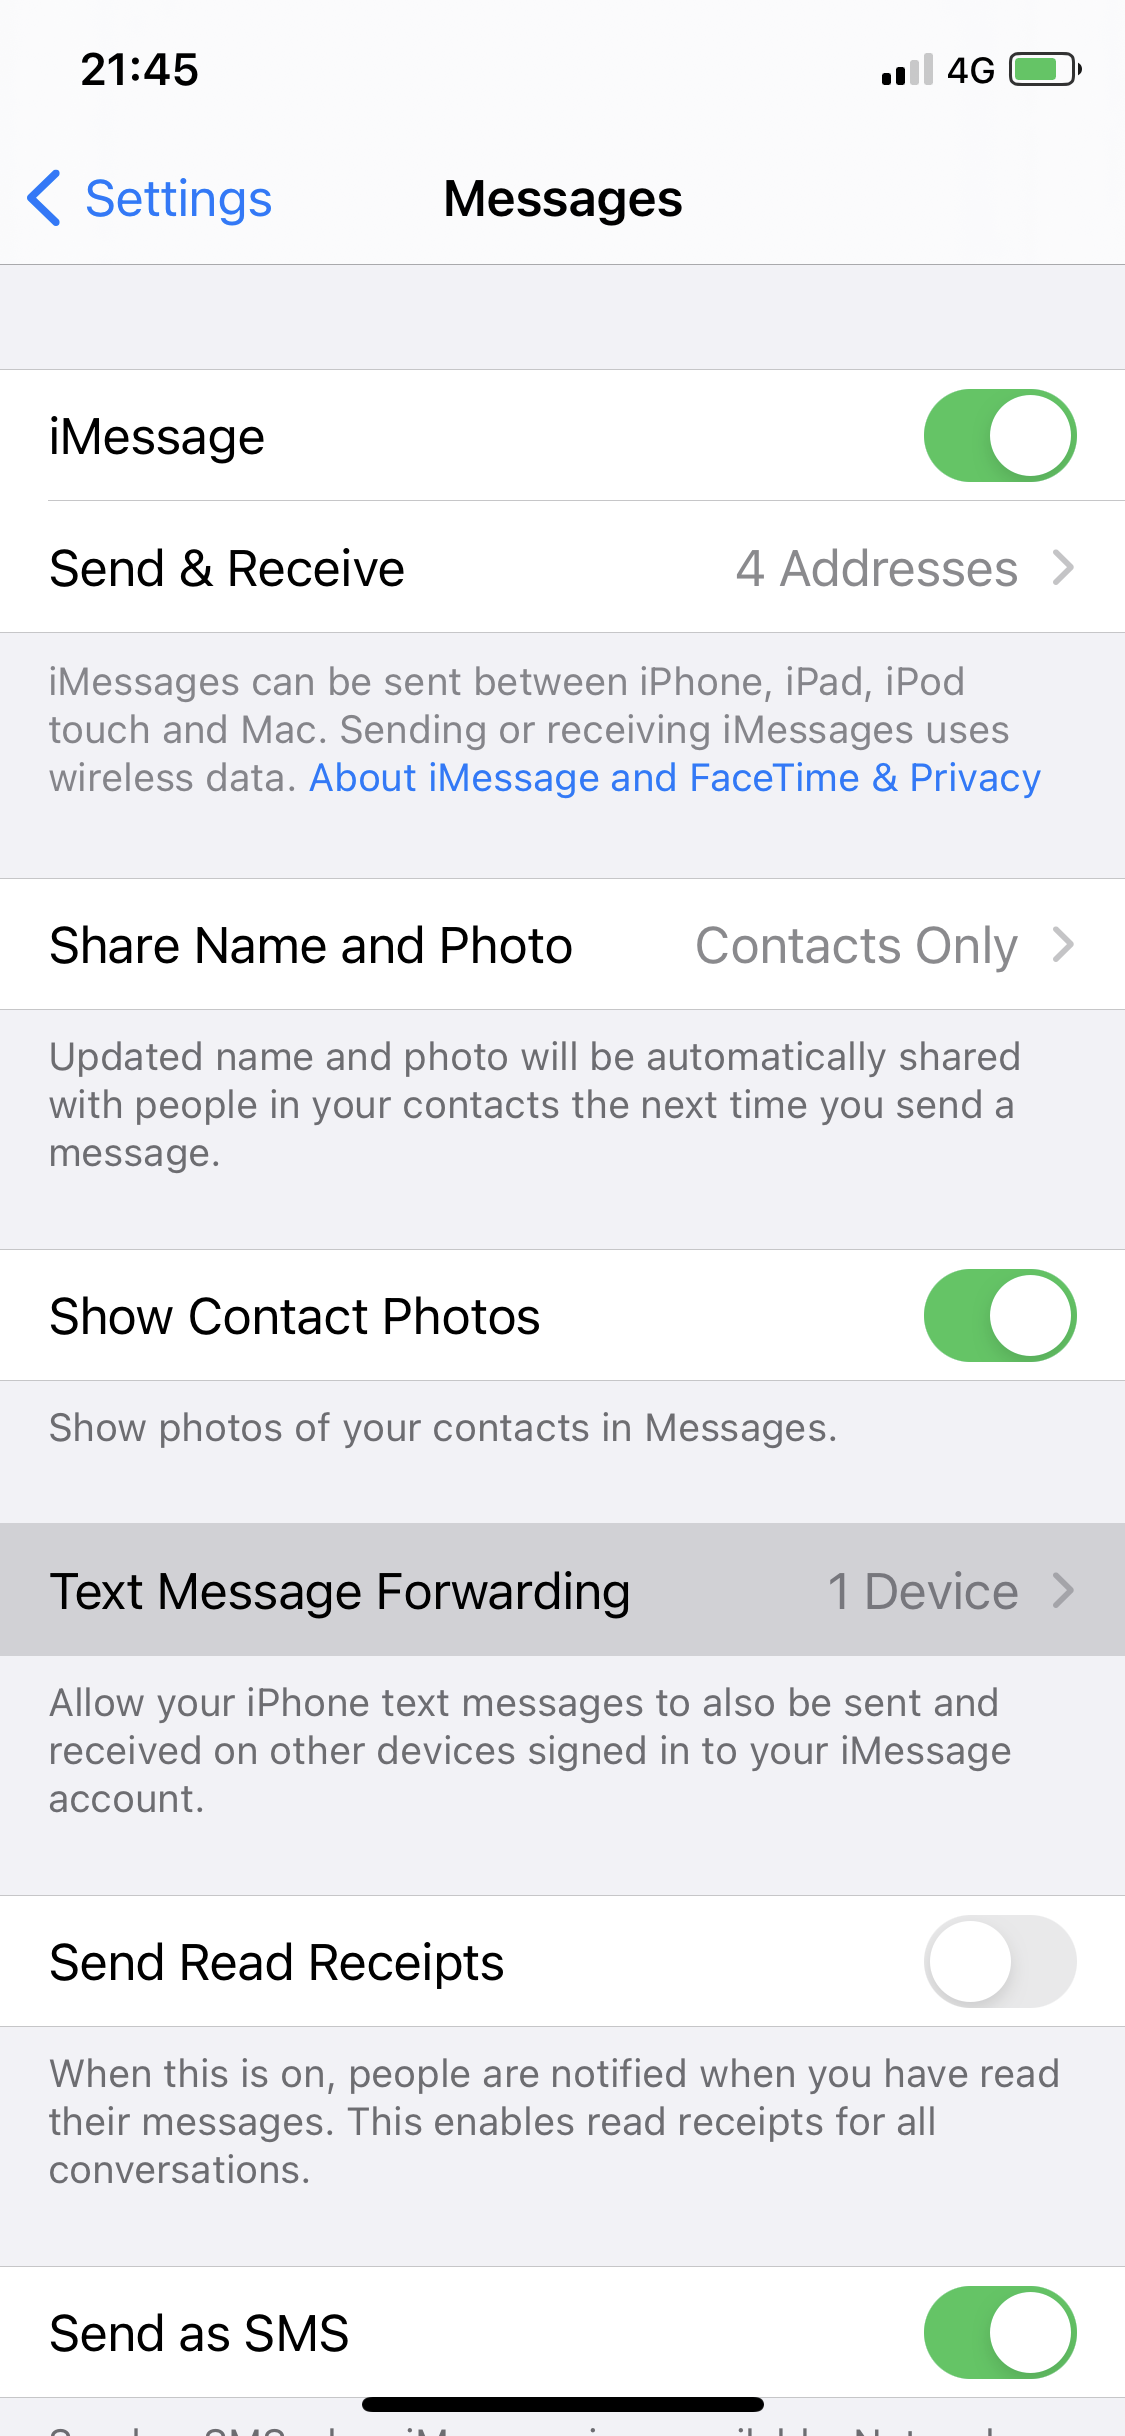 21:45
4G
Settings
Messages
iMessage
Send & Receive 4 Addresses
iMessages can be sent between iPhone, iPad, iPod
touch and Mac. Sending or receiving iMessages uses
wireless data. About iMessage and FaceTime & Privacy
Share Name and Photo Contacts Only
Updated name and photo will be automatically shared
with people in your contacts the next time you send a
message.
Show Contact Photos
Show photos of your contacts in Messages.
Text Message Forwarding 1 Device
Allow your iPhone text messages to also be sent and
received on other devices signed in to your iMessage
account.
Send Read Receipts
When this is on, people are notified when you have read
their messages. This enables read receipts for all
conversations.
Send as SMS